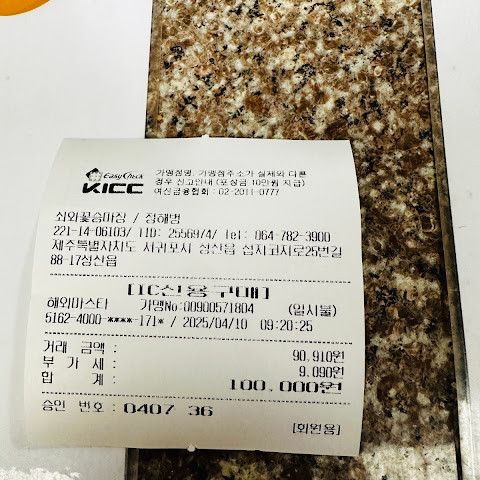 EasyCheck
KICC
가맹점명, 가맹점주소가 실제와 다른
경우 신고안내 (포상금 10만원 지급)
여신금융협회 : 02-2011-0777
쇠와꽃승마장 / 정해병
221-14-06103/ TID: 2556974/ Tel: 064-782-3900
제주특별자치도 서귀포시 성산읍 섭지코지로25번길
88-17성산읍
[IC신용구매]
해외마스타 가맹No:00900571804 (일시불)
5162-4000-****-171* / 2025/04/10 09:20:25
거래 금액 : 90,910원
부 가 세 : 9,090원
합 계 : 100,000원
승인 번호 : 0407 36
[회원용]